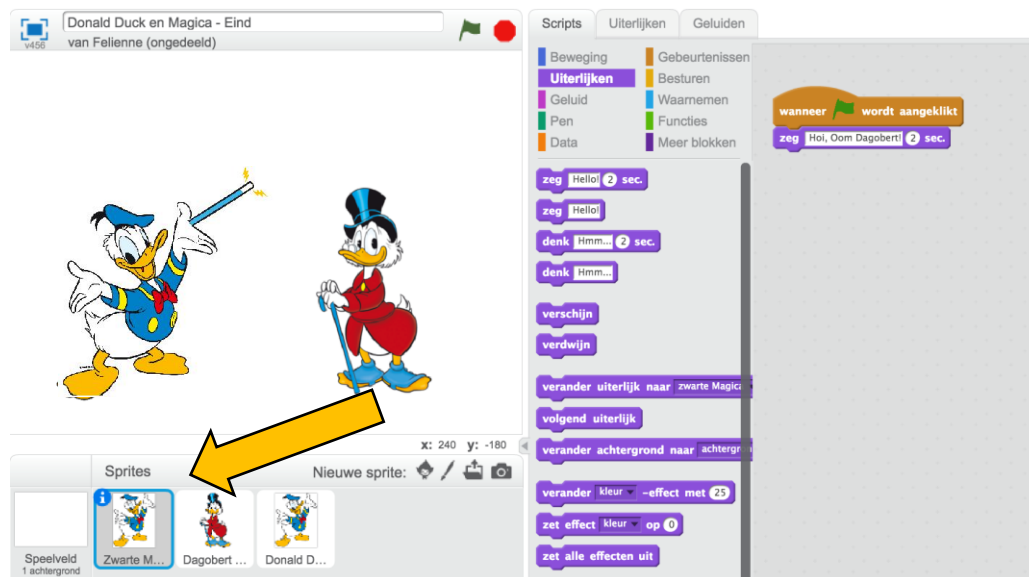 Donald Duck en Magica - Eind
v456
van Felienne (ongedeeld)
x: 240 y: -180
Sprites
Nieuwe sprite:
Speelveld
1 achtergrond
Zwarte M...
Dagobert ...
Donald D...
Scripts
Uiterlijken
Geluiden
Beweging
Gebeurtenissen
Uiterlijken
Besturen
Geluid
Waarnemen
Pen
Functies
Data
Meer blokken
zeg Hello! 2 sec.
zeg Hello!
denk Hmm... 2 sec.
denk Hmm...
verschijn
verdwijn
verander uiterlijk naar zwarte Magica
volgend uiterlijk
verander achtergrond naar achtergr
verander kleur -effect met 25
zet effect kleur op 0
zet alle effecten uit
wanneer wordt aangeklikt
zeg Hoi, Oom Dagobert! 2 sec.